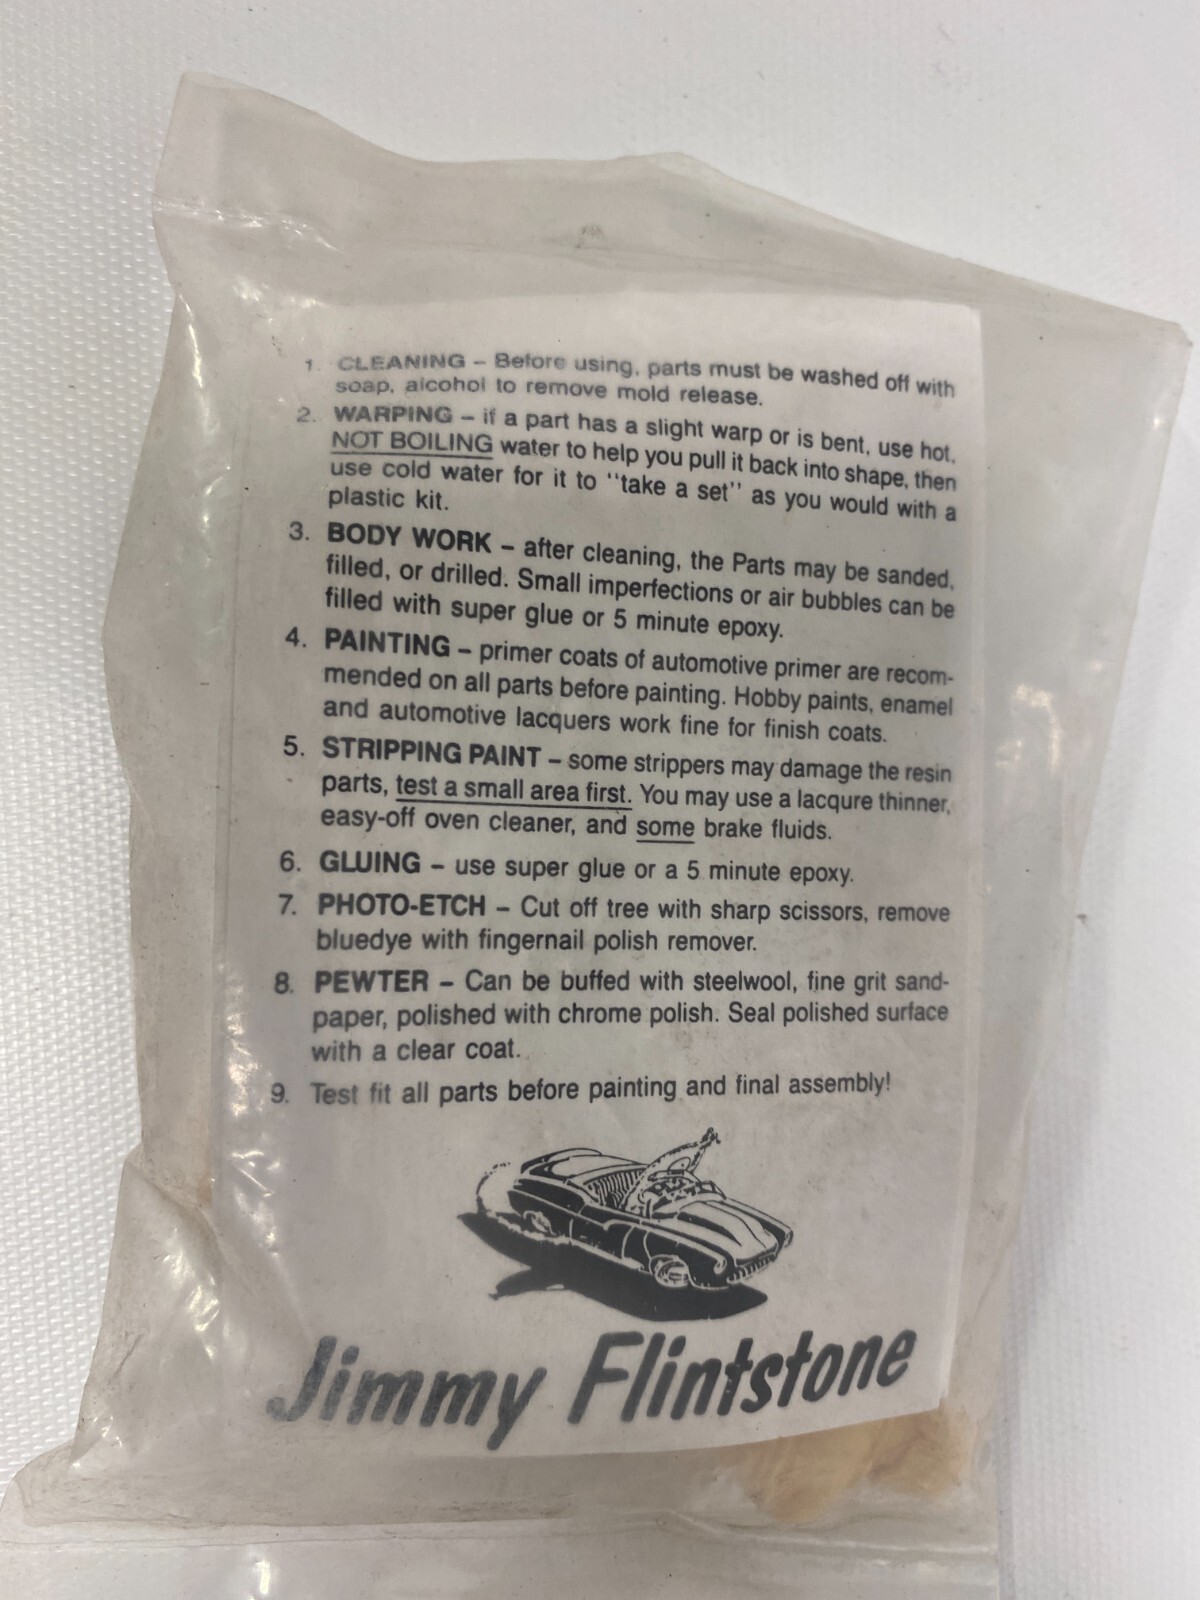 1. CLEANING – Before using, parts must be washed off with
soap, alcohol to remove mold release.
2. WARPING – if a part has a slight warp or is bent, use hot,
NOT BOILING water to help you pull it back into shape, then
use cold water for it to "take a set" as you would with a
plastic kit.
3. BODY WORK – after cleaning, the Parts may be sanded,
filled, or drilled. Small imperfections or air bubbles can be
filled with super glue or 5 minute epoxy.
4. PAINTING – primer coats of automotive primer are recom-
mended on all parts before painting. Hobby paints, enamel
and automotive lacquers work fine for finish coats.
5. STRIPPING PAINT – some strippers may damage the resin
parts, test a small area first. You may use a lacqure thinner,
easy-off oven cleaner, and some brake fluids.
6. GLUING – use super glue or a 5 minute epoxy.
7. PHOTO-ETCH – Cut off tree with sharp scissors, remove
bluedye with fingernail polish remover.
8. PEWTER – Can be buffed with steelwool, fine grit sand-
paper, polished with chrome polish. Seal polished surface
with a clear coat.
9. Test fit all parts before painting and final assembly!
Jimmy Flintstone